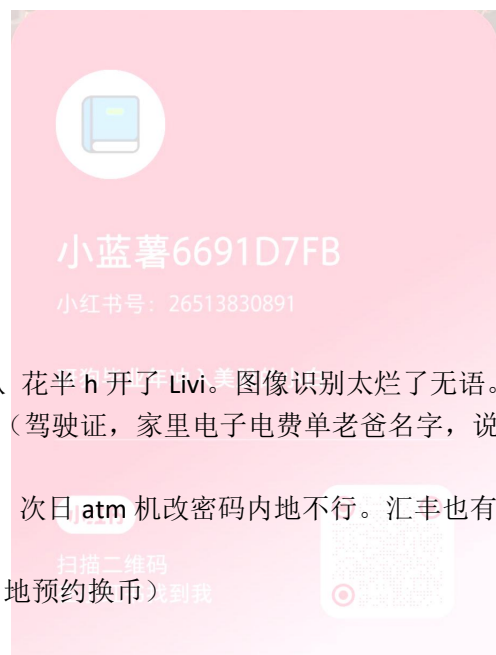 小蓝薯6691D7FB
小红书号：26513830891
花半 h 开了 Livi。图像识别太烂了无语。
（驾驶证，家里电子电费单老爸名字，说
次日 atm 机改密码内地不行。汇丰也有
扫描二维码
地预约换币）
到我